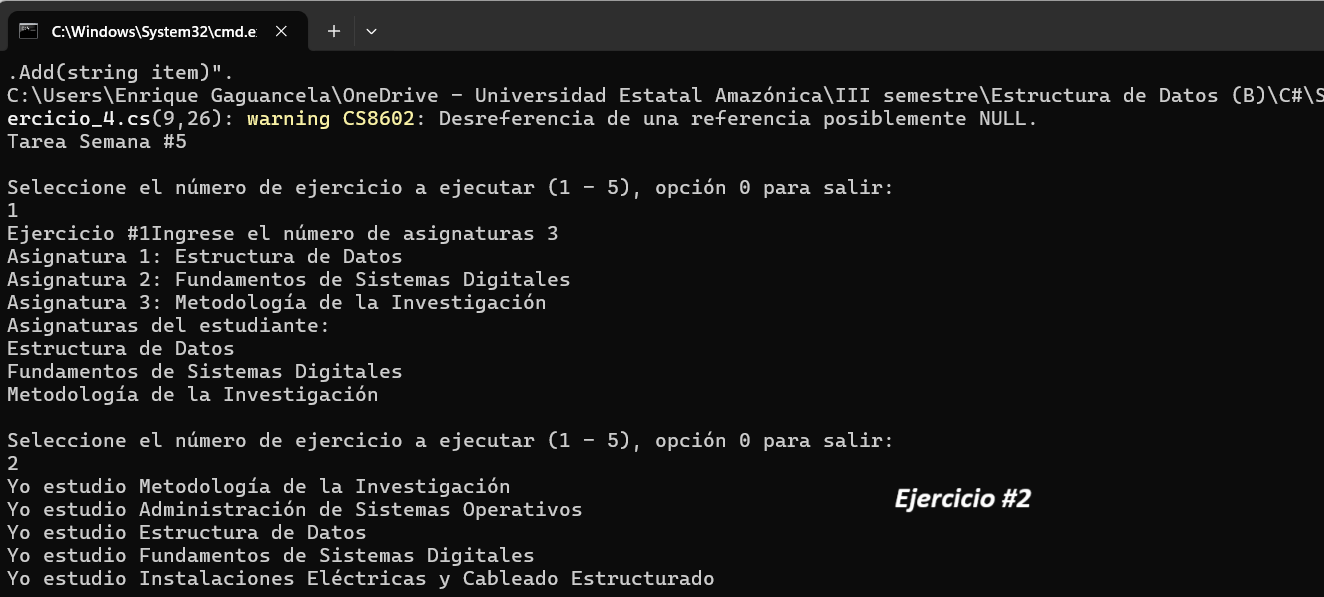 C:\Windows\System32\cmd.e
.Add(string item)".
C:\Users\Enrique Gaguancela\OneDrive - Universidad Estatal Amazónica\III semestre\Estructura de Datos (B)\C#\S
ercicio_4.cs(9,26): warning CS8602: Desreferencia de una referencia posiblemente NULL.
Tarea Semana #5
Seleccione el número de ejercicio a ejecutar (1 - 5), opción 0 para salir:
1
Ejercicio #1Ingrese el número de asignaturas 3
Asignatura 1: Estructura de Datos
Asignatura 2: Fundamentos de Sistemas Digitales
Asignatura 3: Metodología de la Investigación
Asignaturas del estudiante:
Estructura de Datos
Fundamentos de Sistemas Digitales
Metodología de la Investigación
Seleccione el número de ejercicio a ejecutar (1 - 5), opción 0 para salir:
2
Yo estudio Metodología de la Investigación
Ejercicio #2
Yo estudio Administración de Sistemas Operativos
Yo estudio Estructura de Datos
Yo estudio Fundamentos de Sistemas Digitales
Yo estudio Instalaciones Eléctricas y Cableado Estructurado